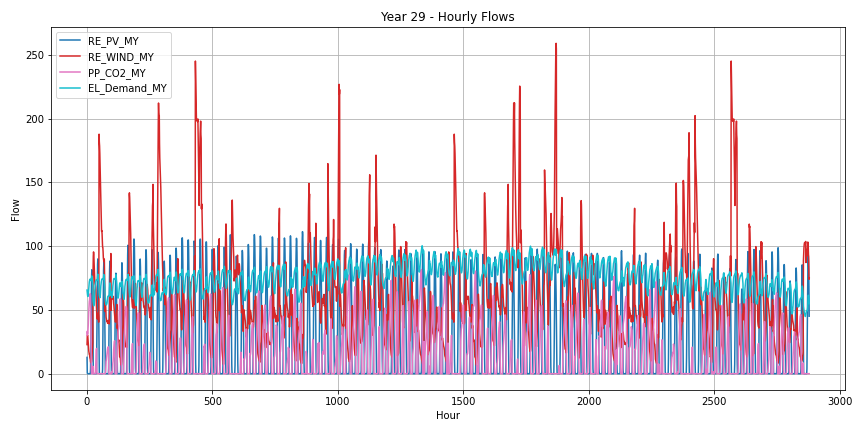 Year 29 - Hourly Flows
RE_PV_MY
RE_WIND_MY
PP_CO2_MY
EL_Demand_MY
250
200
150
100
50
0
Flow
0 500 1000 1500 2000 2500 3000
Hour